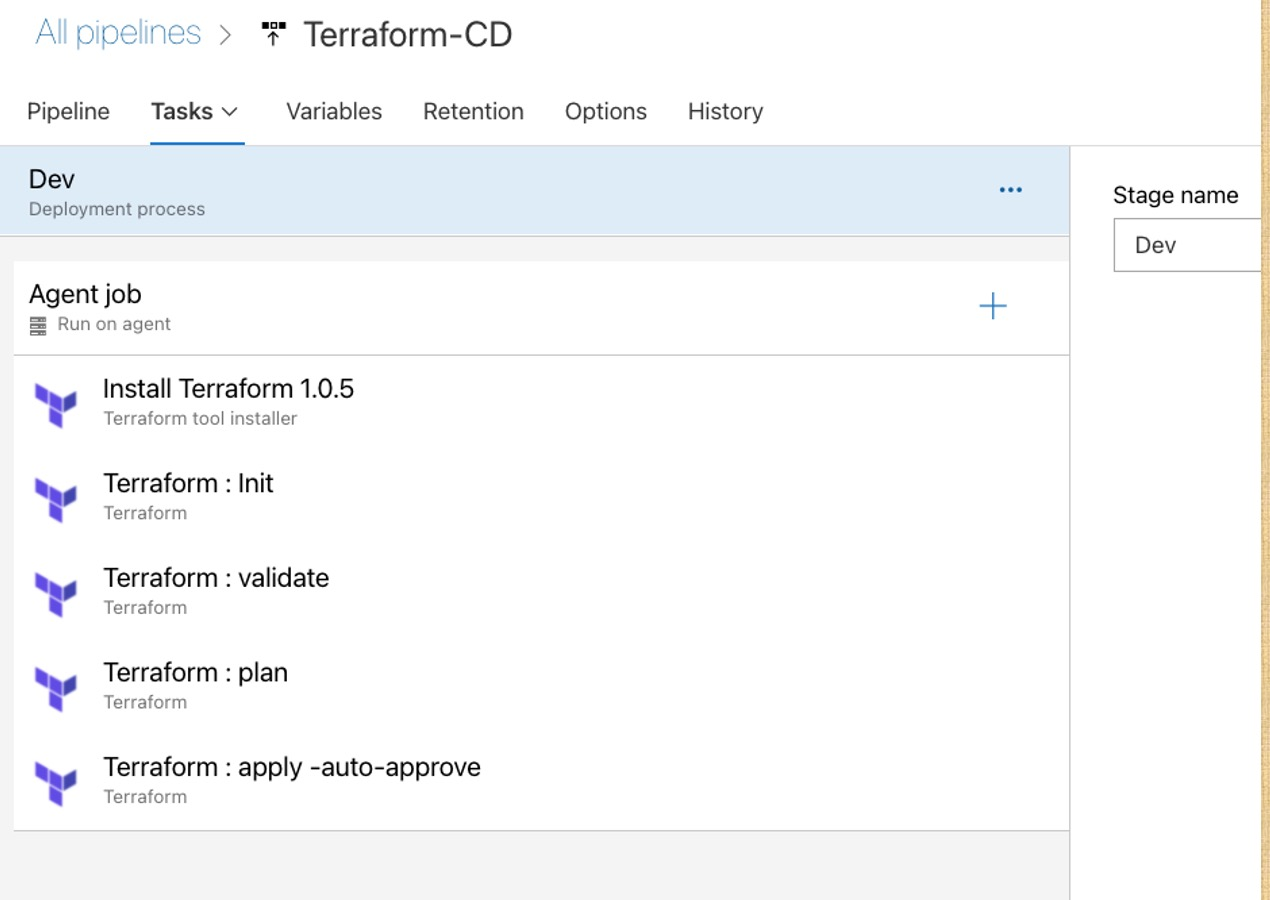 All pipelines > Terraform-CD
Pipeline Tasks Variables Retention Options History
Dev
Deployment process
...
Stage name
Dev
Agent job
Run on agent
+
Install Terraform 1.0.5
Terraform tool installer
Terraform : Init
Terraform
Terraform : validate
Terraform
Terraform : plan
Terraform
Terraform : apply -auto-approve
Terraform